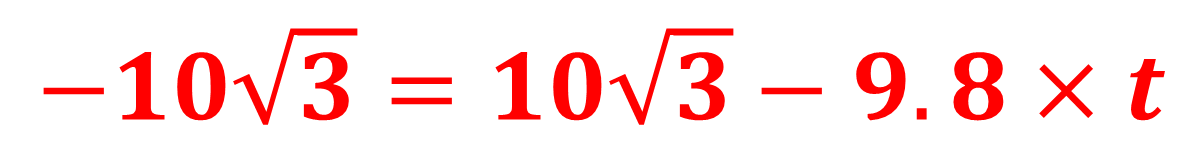 −10√3 = 10√3 − 9.8 × t